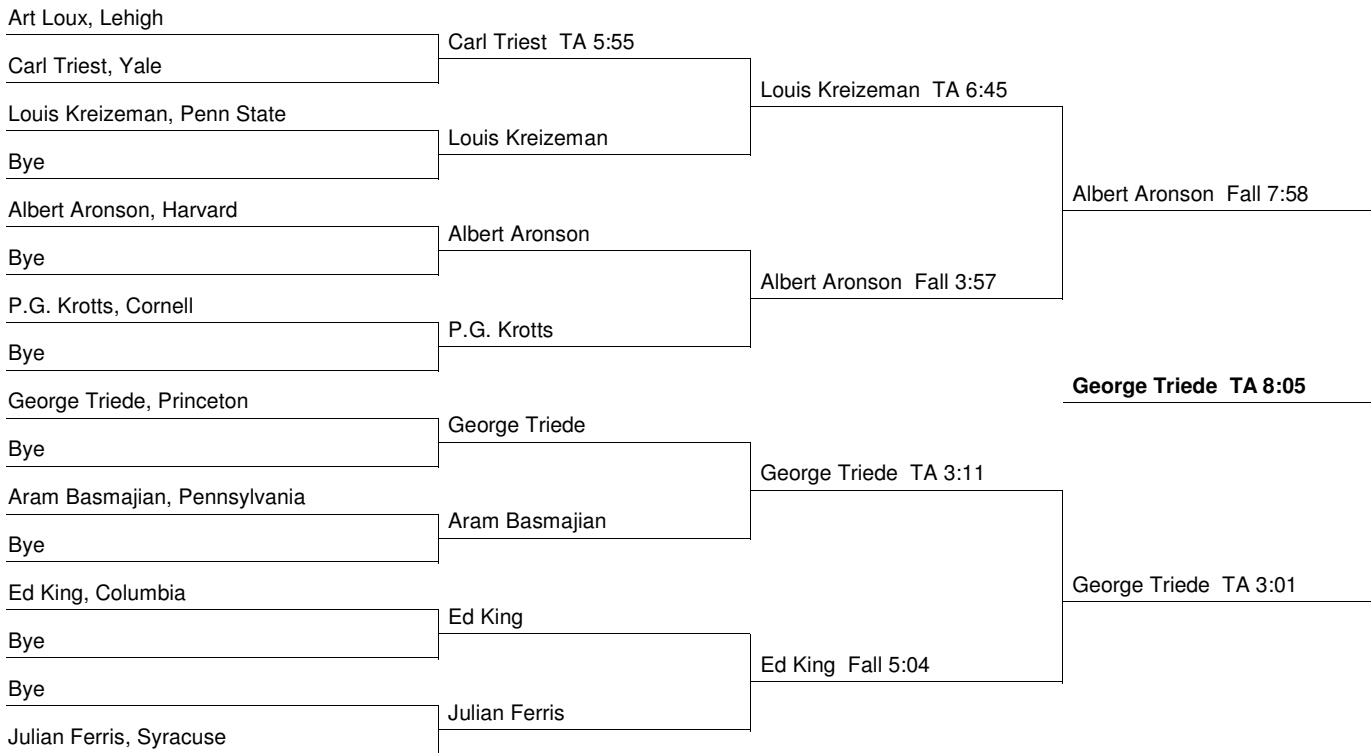 Art Loux, Lehigh
Carl Triest, Yale
Louis Kreizeman, Penn State
Bye
Albert Aronson, Harvard
Bye
P.G. Krotts, Cornell
Bye
George Triede, Princeton
Bye
Aram Basmajian, Pennsylvania
Bye
Ed King, Columbia
Bye
Bye
Julian Ferris, Syracuse
Carl Triest TA 5:55
Louis Kreizeman
Albert Aronson
P.G. Krotts
George Triede
Aram Basmajian
Ed King
Julian Ferris
Louis Kreizeman TA 6:45
Albert Aronson Fall 3:57
George Triede TA 3:11
Ed King Fall 5:04
Albert Aronson Fall 7:58
George Triede TA 8:05
George Triede TA 3:01